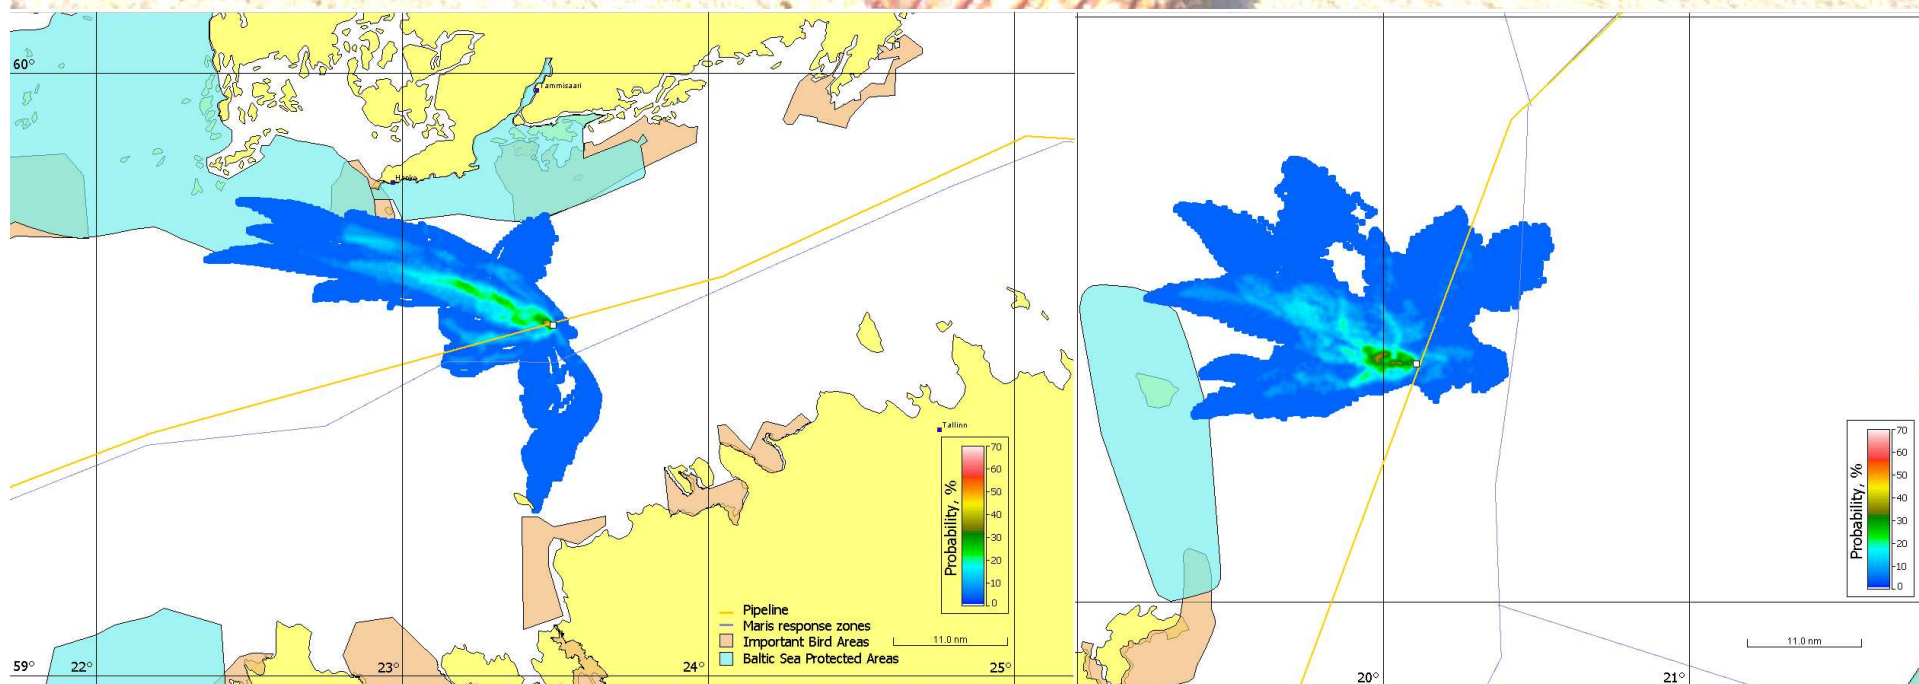 60°
Tammisaari
Hanko
Tallinn
Probability, %
70
60
50
40
30
20
10
0
Pipeline
Maris response zones
Important Bird Areas
Baltic Sea Protected Areas
11.0 nm
59°
22°
23°
24°
25°
Probability, %
70
60
50
40
30
20
10
0
11.0 nm
20°
21°